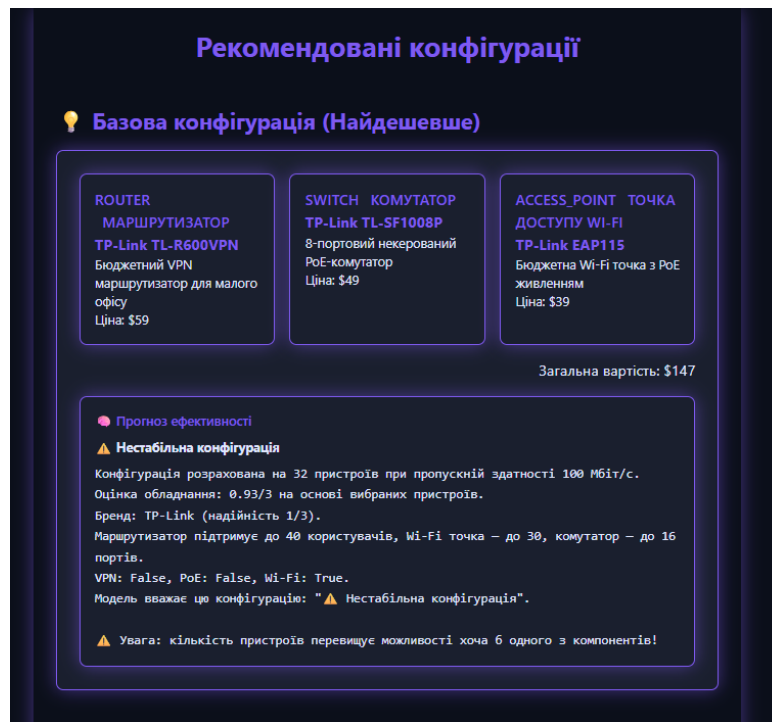 Рекомендовані конфігурації
💡 Базова конфігурація (Найдешевше)
ROUTER
МАРШРУТИЗАТОР
TP-Link TL-R600VPN
Бюджетний VPN
маршрутизатор для малого
офісу
Ціна: $59
SWITCH КОМУТАТОР
TP-Link TL-SF1008P
8-портовий некерований
PoE-комутатор
Ціна: $49
ACCESS_POINT ТОЧКА
ДОСТУПУ WI-FI
TP-Link EAP115
Бюджетна Wi-Fi точка з PoE
живленням
Ціна: $39
Загальна вартість: $147
🧠 Прогноз ефективності
⚠️ Нестабільна конфігурація
Конфігурація розрахована на 32 пристроїв при пропускній здатності 100 Мбіт/с.
Оцінка обладнання: 0.93/3 на основі вибраних пристроїв.
Бренд: TP-Link (надійність 1/3).
Маршрутизатор підтримує до 40 користувачів, Wi-Fi точка — до 30, комутатор — до 16
портів.
VPN: False, PoE: False, Wi-Fi: True.
Модель вважає цю конфігурацію: "⚠️ Нестабільна конфігурація".
⚠️ Увага: кількість пристроїв перевищує можливості хоча б одного з компонентів!